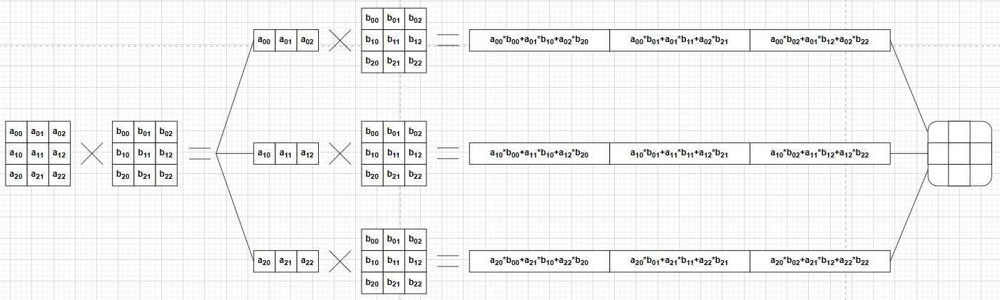 a00 a01 a02
b00 b01 b02
b10 b11 b12
b20 b21 b22
a00*b00+a01*b10+a02*b20 a00*b01+a01*b11+a02*b21 a00*b02+a01*b12+a02*b22
a00 a01 a02
a10 a11 a12
a20 a21 a22
b00 b01 b02
b10 b11 b12
b20 b21 b22
a10 a11 a12
b00 b01 b02
b10 b11 b12
b20 b21 b22
a10*b00+a11*b10+a12*b20 a10*b01+a11*b11+a12*b21 a10*b02+a11*b12+a12*b22
a20 a21 a22
b00 b01 b02
b10 b11 b12
b20 b21 b22
a20*b00+a21*b10+a22*b20 a20*b01+a21*b11+a22*b21 a20*b02+a21*b12+a22*b22